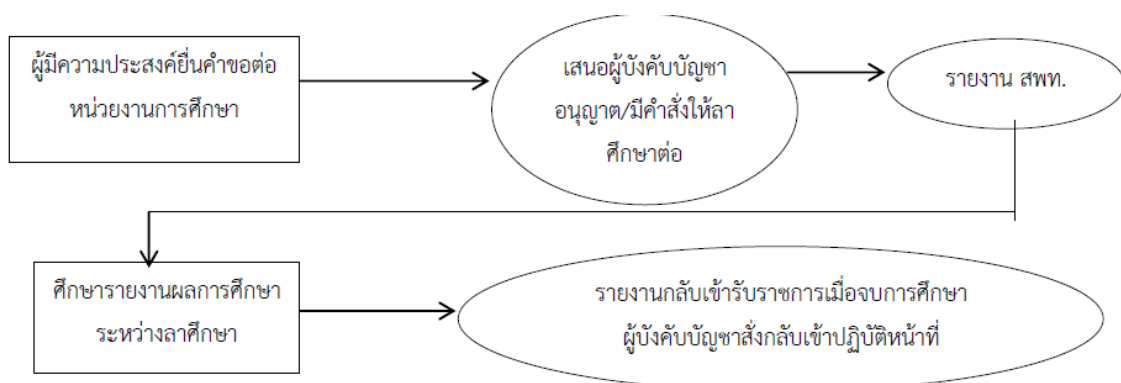 ผู้มีความประสงค์ยื่นคำขอต่อ
หน่วยงานการศึกษา
เสนอผู้บังคับบัญชา
อนุญาต/มีคำสั่งให้ลา
ศึกษาต่อ
รายงาน สพท.
ศึกษารายงานผลการศึกษา
ระหว่างลาศึกษา
รายงานกลับเข้ารับราชการเมื่อจบการศึกษา
ผู้บังคับบัญชาสั่งกลับเข้าปฏิบัติหน้าที่